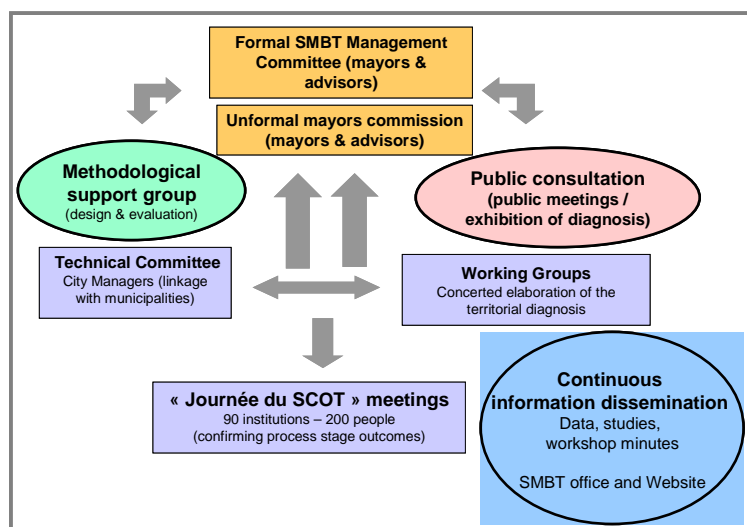 Formal SMBT Management
Committee (mayors &
advisors)
Unformal mayors commission
(mayors & advisors)
Methodological
support group
(design & evaluation)
Public consultation
(public meetings /
exhibition of diagnosis)
Technical Committee
City Managers (linkage
with municipalities)
Working Groups
Concerted elaboration of the
territorial diagnosis
« Journée du SCOT » meetings
90 institutions – 200 people
(confirming process stage outcomes)
Continuous
information dissemination
Data, studies,
workshop minutes
SMBT office and Website